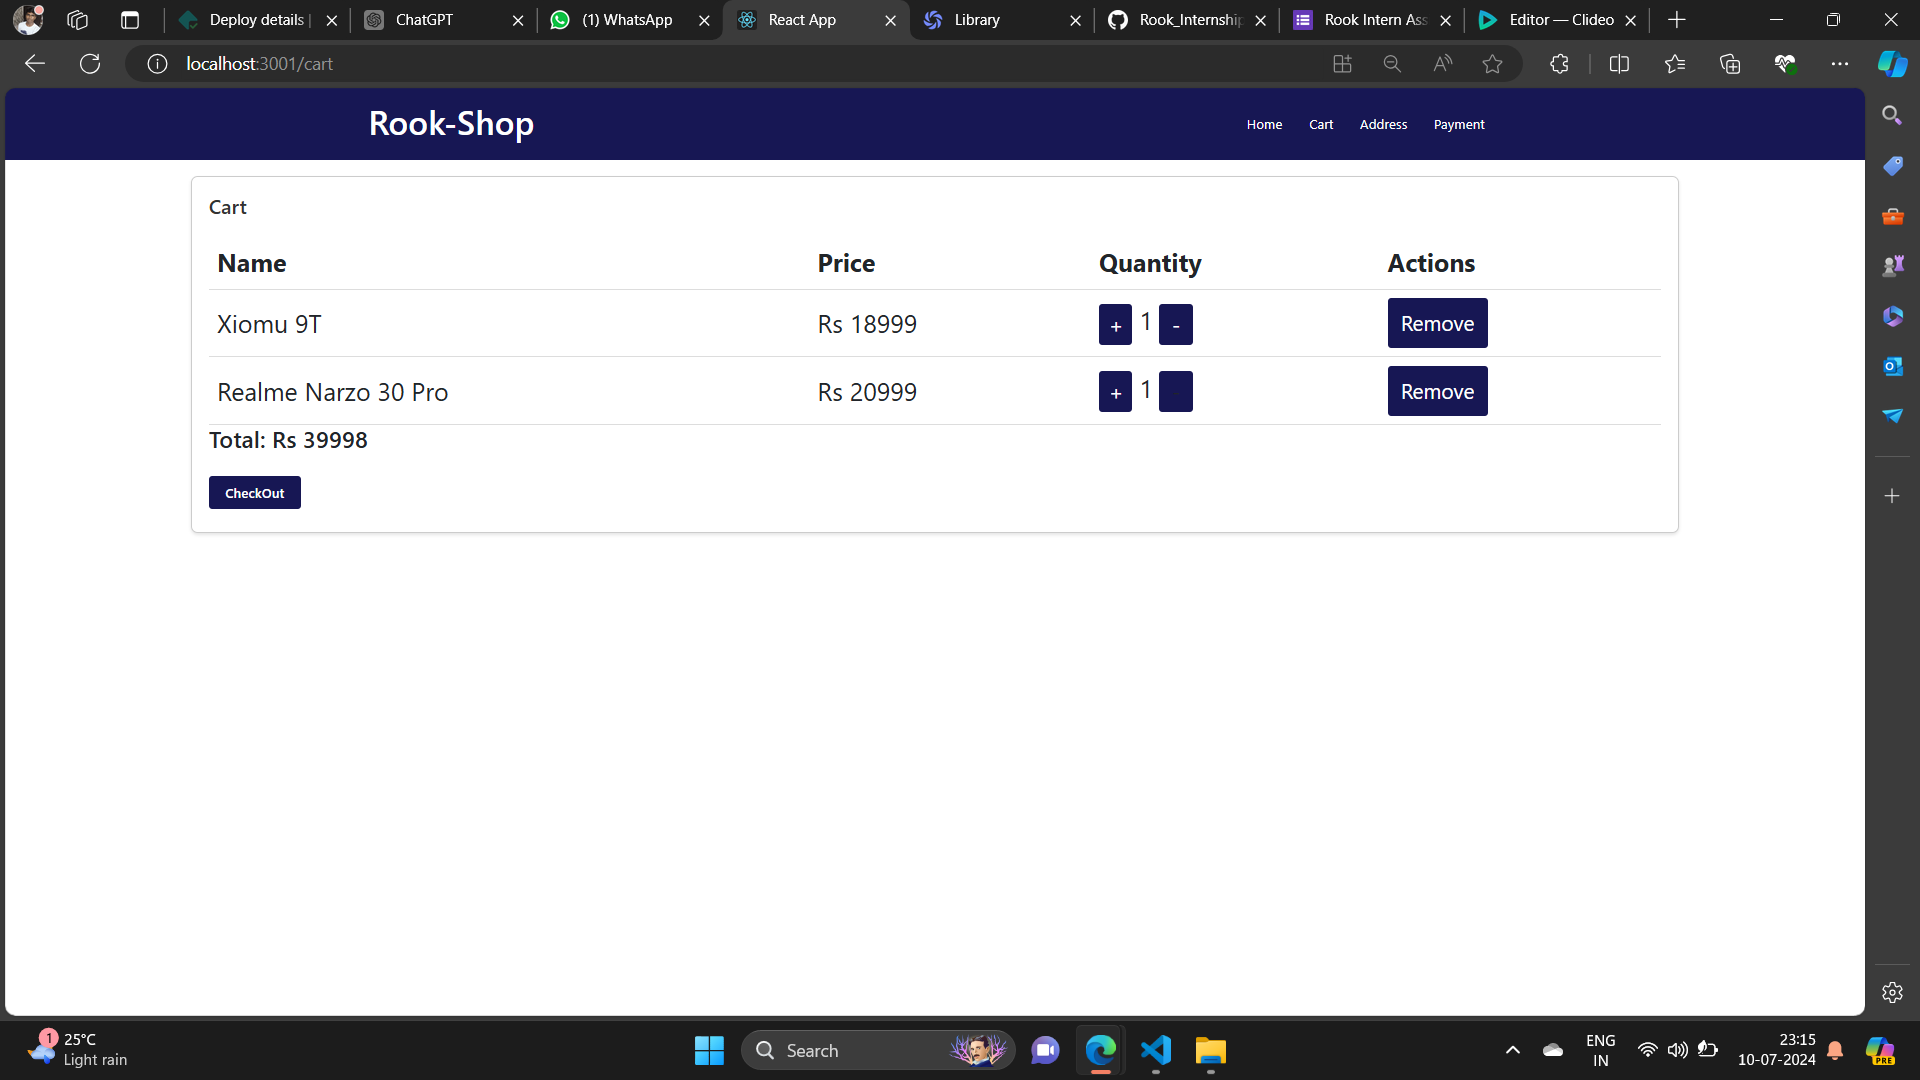 Deploy details |
ChatGPT
(1) WhatsApp
React App
Library
Rook_Internship
Rook Intern Ass
Editor — Clideo
localhost:3001/cart
Rook-Shop
Home Cart Address Payment
Cart
Name Price Quantity Actions
Xiomu 9T Rs 18999 + 1 - Remove
Realme Narzo 30 Pro Rs 20999 + 1 Remove
Total: Rs 39998
CheckOut
1
25°C
Light rain
Search
ENG
IN
23:15
10-07-2024
PRE